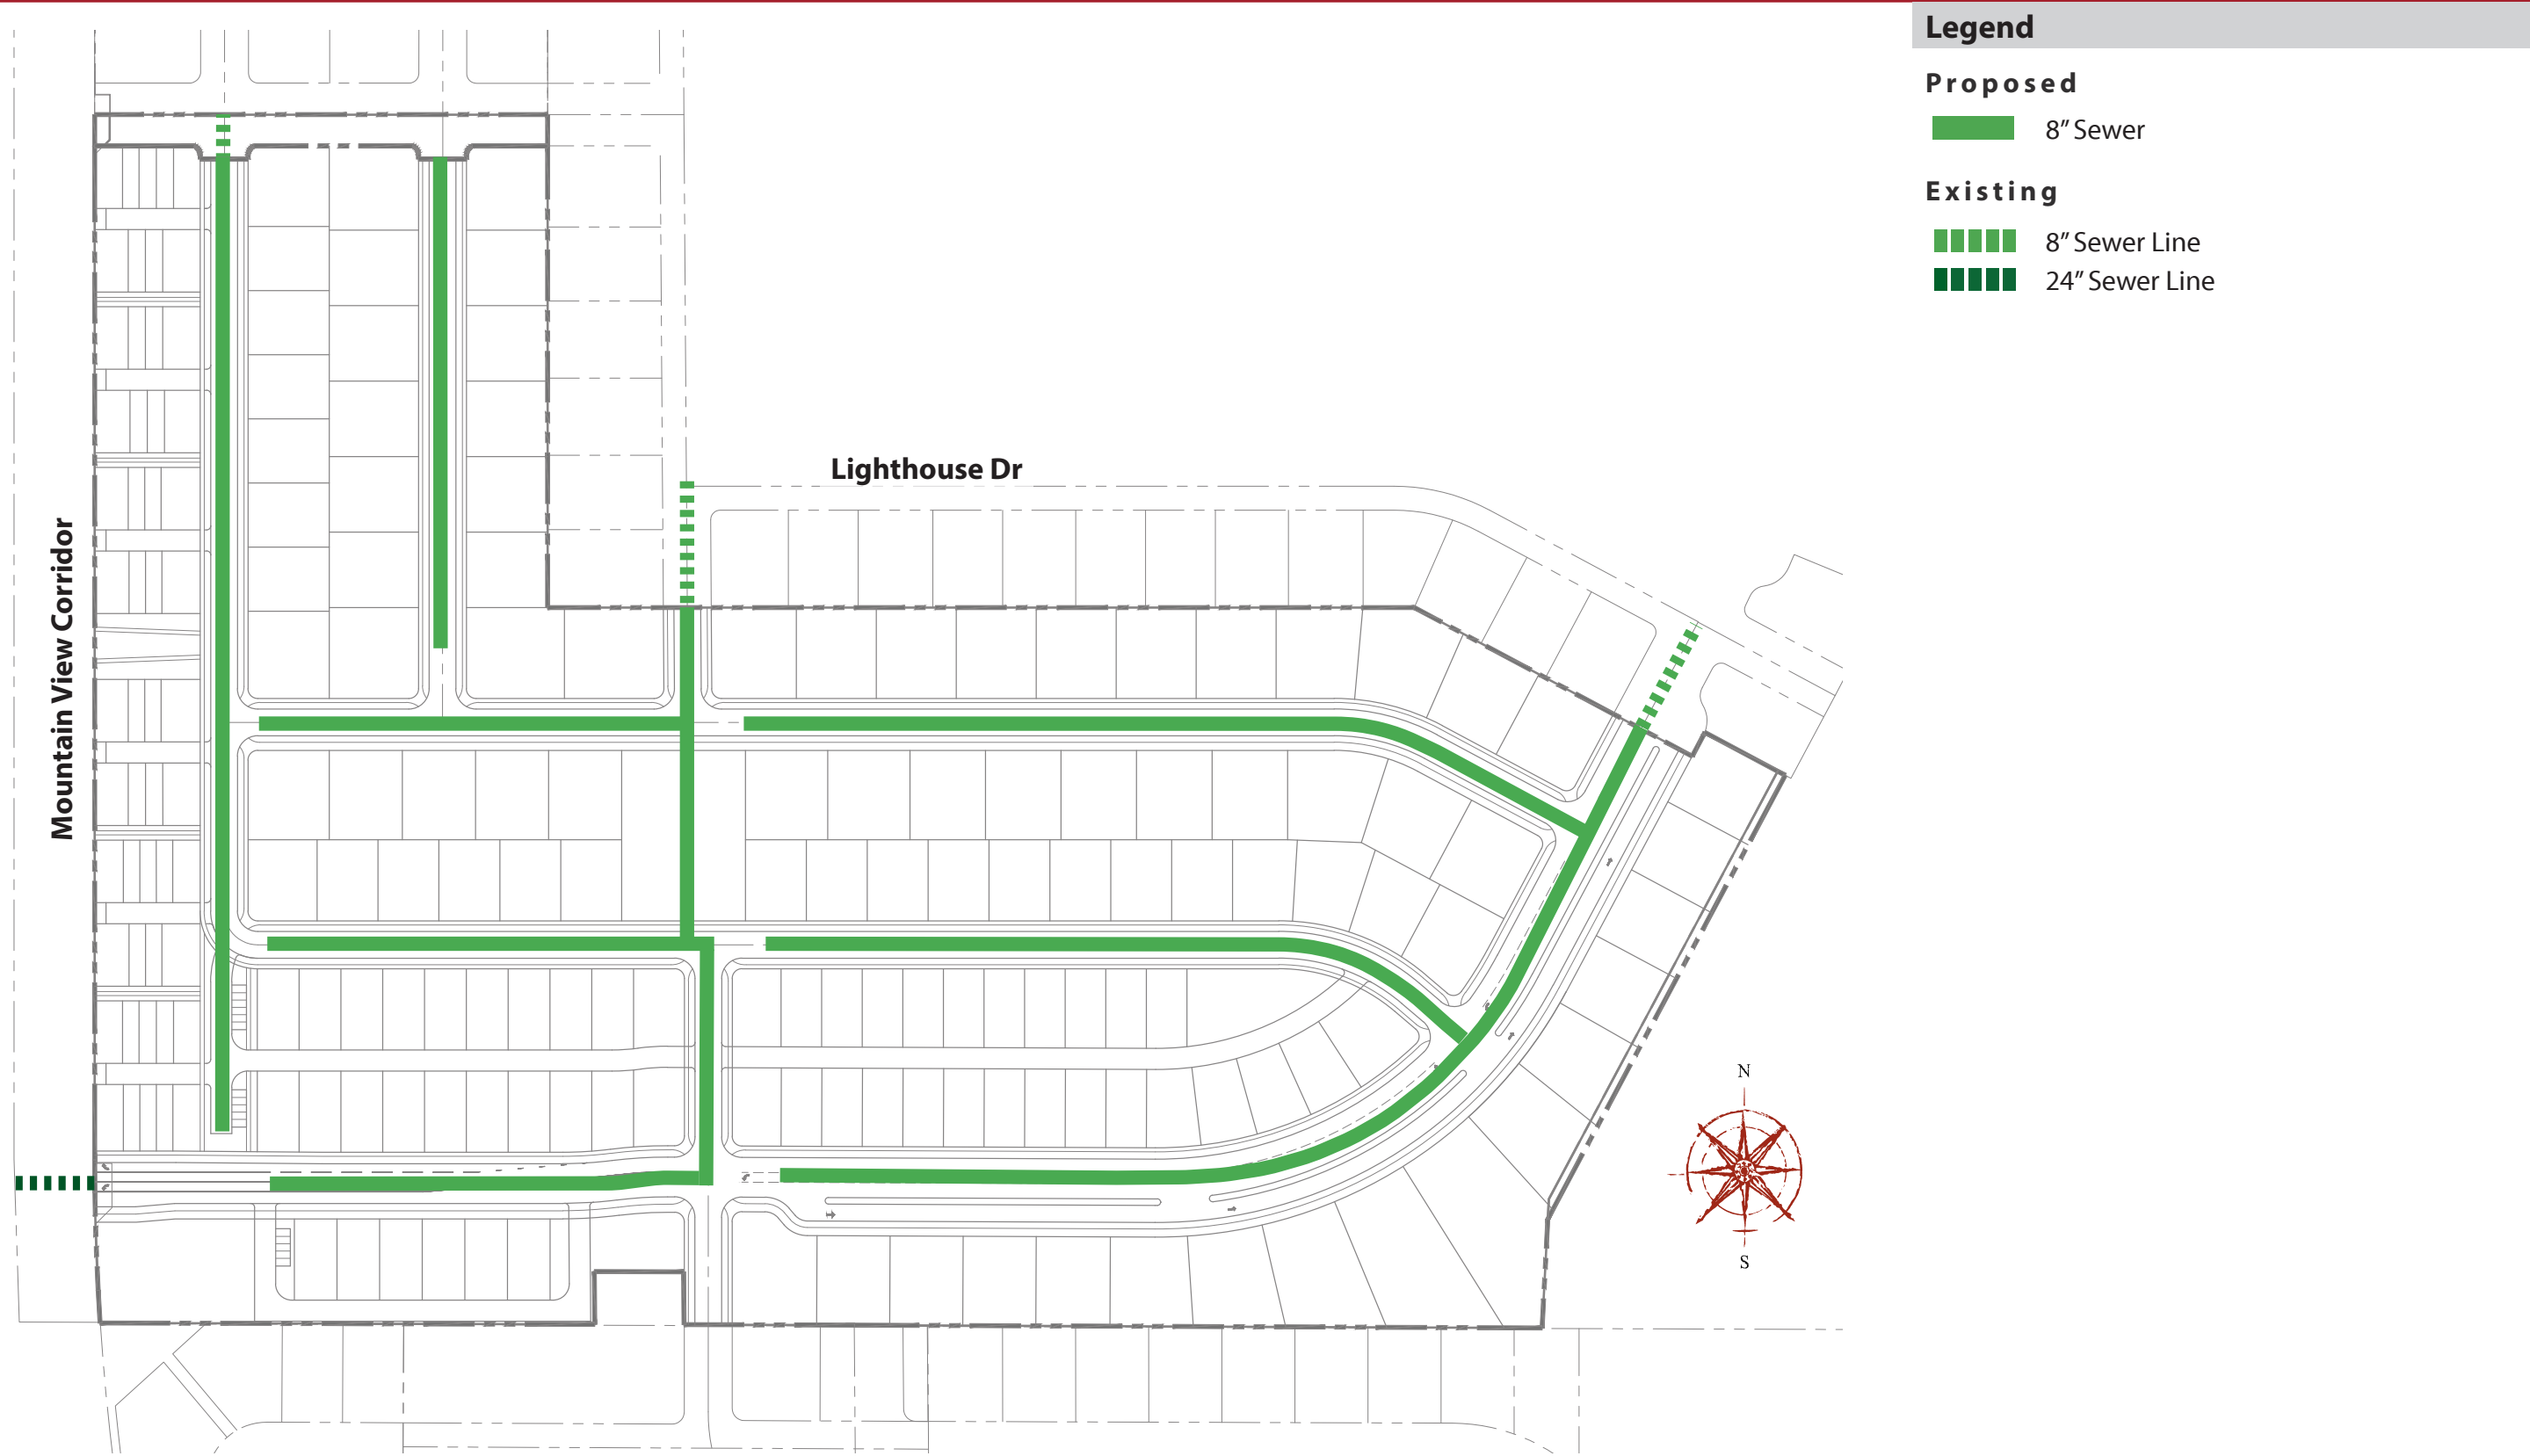 Legend
Proposed
8” Sewer
Existing
8” Sewer Line
24” Sewer Line
Lighthouse Dr
Mountain View Corridor
N
S